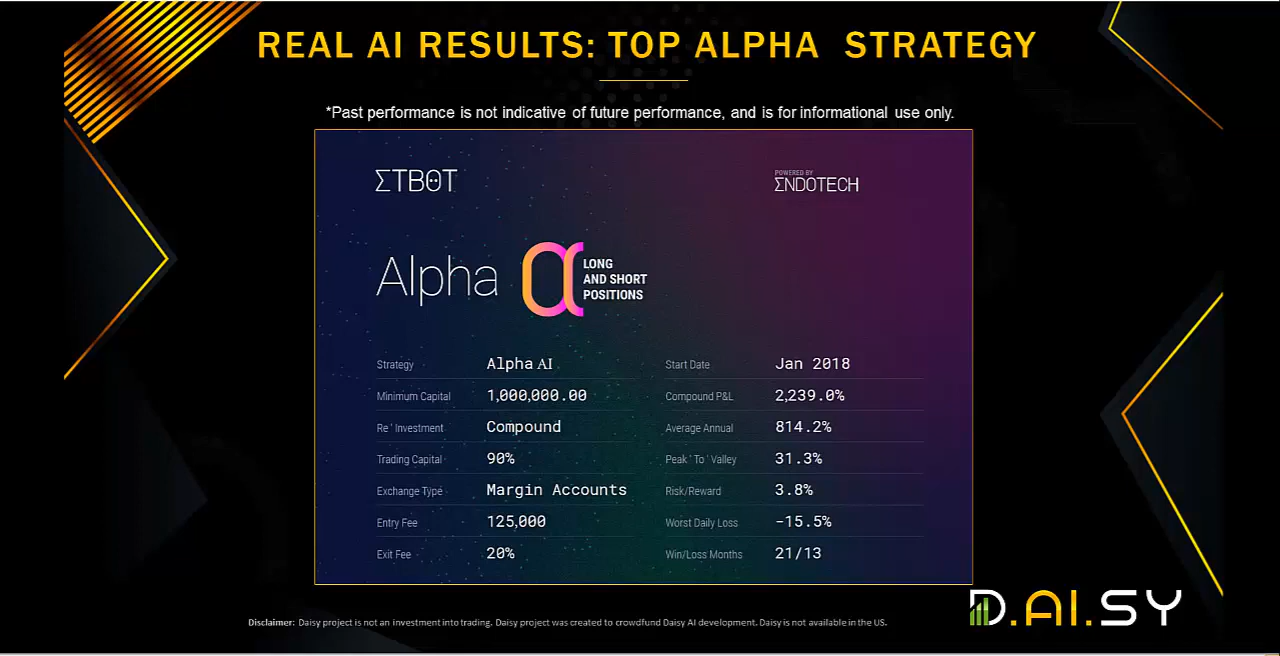 REAL AI RESULTS: TOP ALPHA STRATEGY
*Past performance is not indicative of future performance, and is for informational use only.
ΣTBOT
POWERED BY
ΣNDOTECH
Alpha α LONG
AND SHORT
POSITIONS
Strategy Alpha AI Start Date Jan 2018
Minimum Capital 1,000,000.00 Compound P&L 2,239.0%
Re'Investment Compound Average Annual 814.2%
Trading Capital 90% Peak'To'Valley 31.3%
Exchange Type Margin Accounts Risk/Reward 3.8%
Entry Fee 125,000 Worst Daily Loss -15.5%
Exit Fee 20% Win/Loss Months 21/13
D.AI.SY
Disclaimer: Daisy project is not an investment into trading. Daisy project was created to crowdfund Daisy AI development. Daisy is not available in the US.